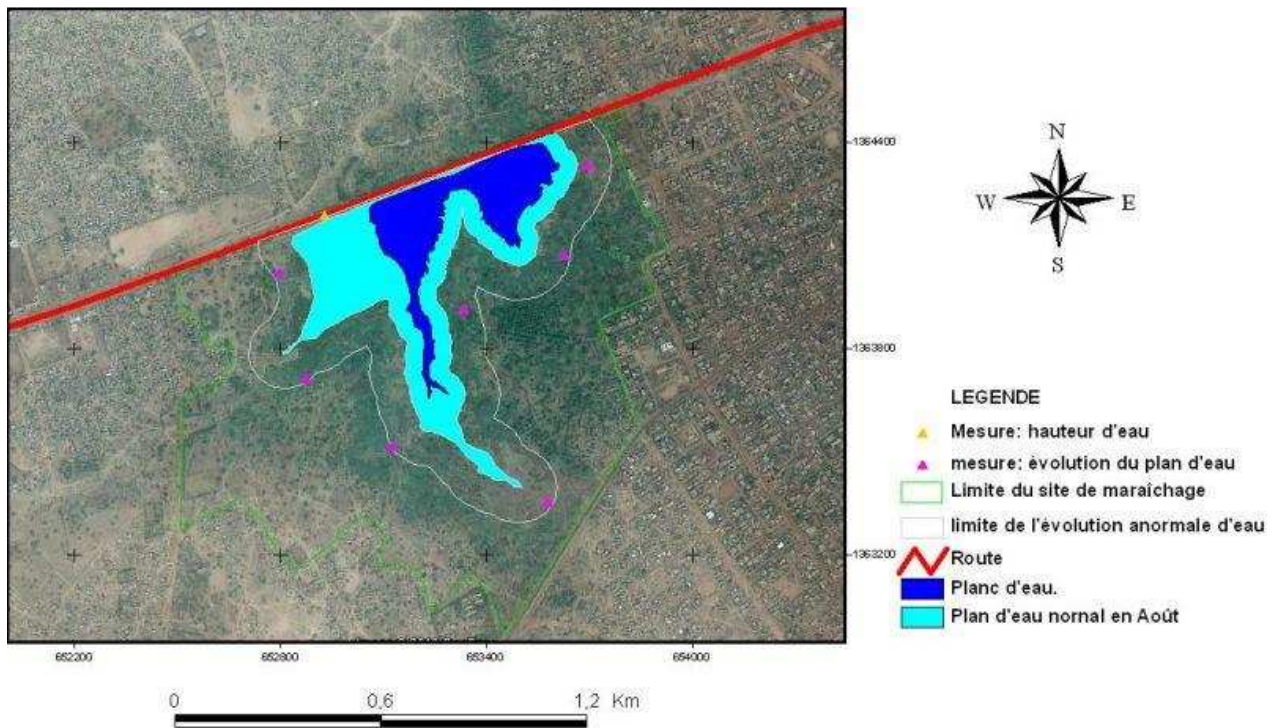 N
W E
S
1364400
1363800
1363200
652200 652800 653400 654000
0 0,6 1,2 Km
LEGENDE
Mesure: hauteur d'eau
mesure: évolution du plan d'eau
Limite du site de maraîchage
limite de l'évolution anormale d'eau
Route
Planc d'eau.
Plan d'eau nornal en Août